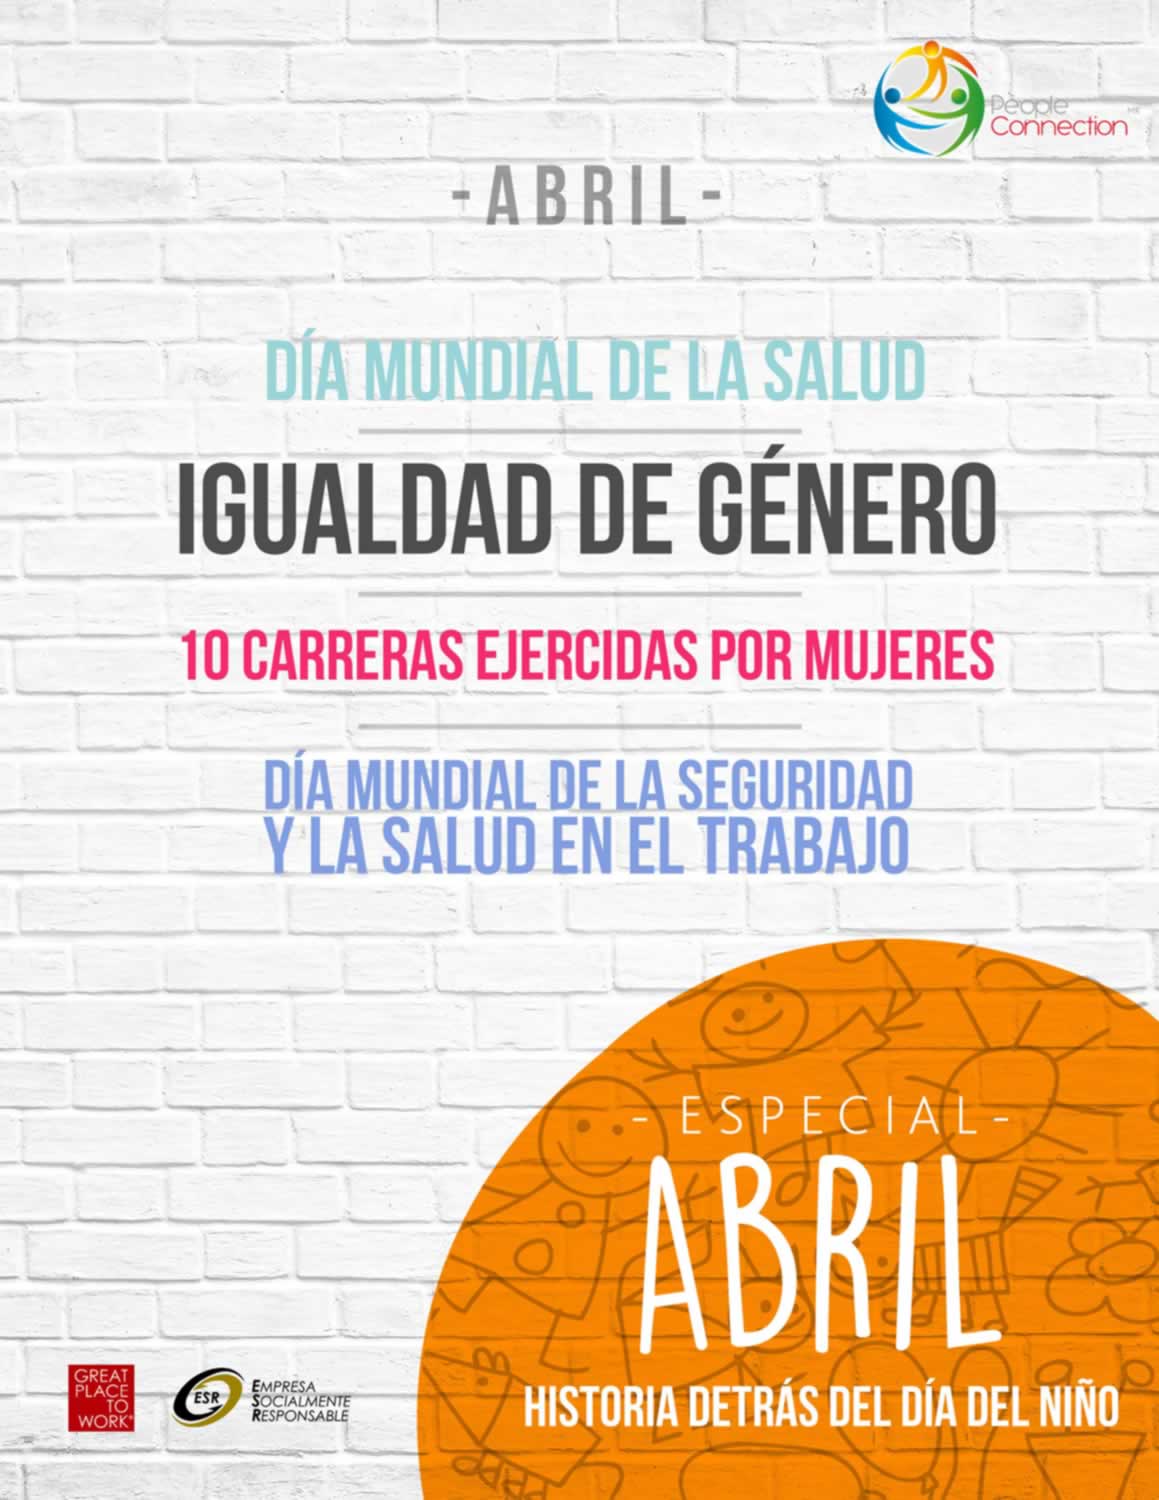 People
Connection
MR
- ABRIL -
DÍA MUNDIAL DE LA SALUD
IGUALDAD DE GÉNERO
10 CARRERAS EJERCIDAS POR MUJERES
DÍA MUNDIAL DE LA SEGURIDAD
Y LA SALUD EN EL TRABAJO
- ESPECIAL -
ABRIL
HISTORIA DETRÁS DEL DÍA DEL NIÑO
GREAT
PLACE
TO
WORK®
ESR
EMPRESA
SOCIALMENTE
RESPONSABLE